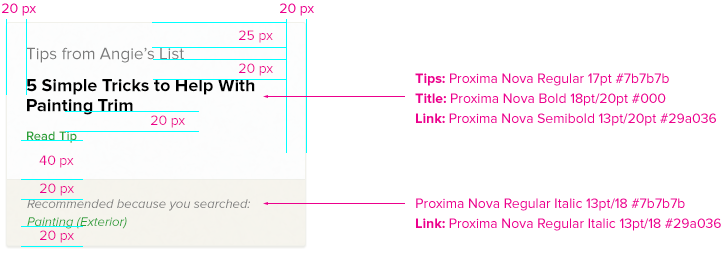 20 px
20 px
25 px
Tips from Angie's List
20 px
5 Simple Tricks to Help With
Painting Trim
20 px
Read Tip
40 px
20 px
Recommended because you searched:
Painting (Exterior)
20 px
Tips: Proxima Nova Regular 17pt #7b7b7b
Title: Proxima Nova Bold 18pt/20pt #000
Link: Proxima Nova Semibold 13pt/20pt #29a036
Proxima Nova Regular Italic 13pt/18 #7b7b7b
Link: Proxima Nova Regular Italic 13pt/18 #29a036